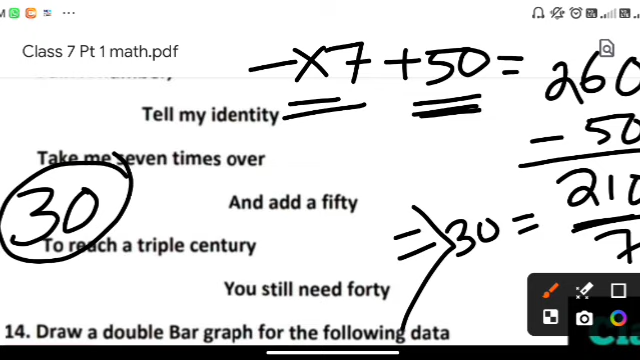 Class 7 Pt 1 math.pdf
— × 7 + 50 =
260
Tell my identity
- 50
Take me seven times over
210
30
And add a fifty
7
⇒ 30 =
To reach a triple century
You still need forty
14. Draw a double Bar graph for the following data